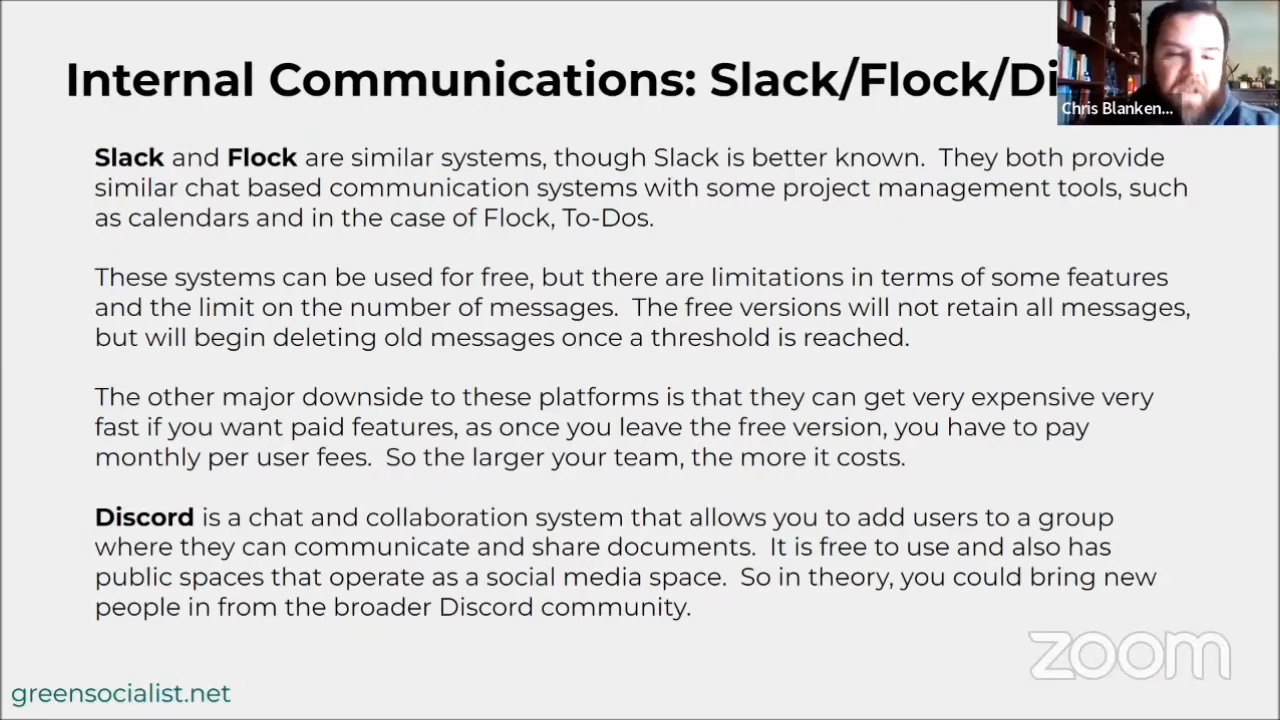 Internal Communications: Slack/Flock/Di
Chris Blanken...
Slack and Flock are similar systems, though Slack is better known. They both provide
similar chat based communication systems with some project management tools, such
as calendars and in the case of Flock, To-Dos.
These systems can be used for free, but there are limitations in terms of some features
and the limit on the number of messages. The free versions will not retain all messages,
but will begin deleting old messages once a threshold is reached.
The other major downside to these platforms is that they can get very expensive very
fast if you want paid features, as once you leave the free version, you have to pay
monthly per user fees. So the larger your team, the more it costs.
Discord is a chat and collaboration system that allows you to add users to a group
where they can communicate and share documents. It is free to use and also has
public spaces that operate as a social media space. So in theory, you could bring new
people in from the broader Discord community.
zoom
greensocialist.net